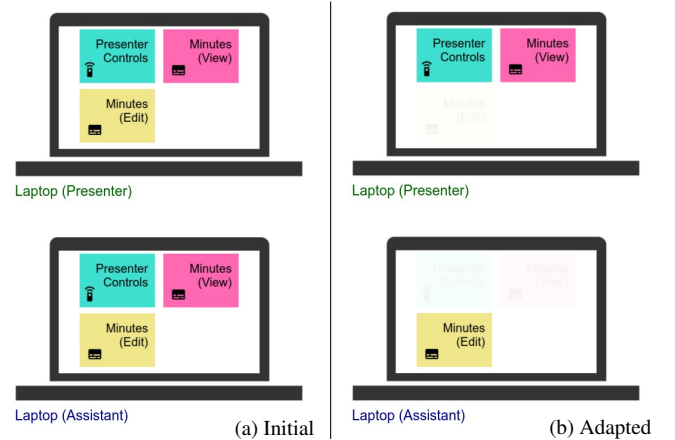 Presenter
Controls
Minutes
(View)
Minutes
(Edit)
Laptop (Presenter)
Presenter
Controls
Minutes
(View)
Minutes
(Edit)
Laptop (Presenter)
Presenter
Controls
Minutes
(View)
Minutes
(Edit)
Laptop (Assistant)
(a) Initial
Presenter
Controls
Minutes
(View)
Minutes
(Edit)
Laptop (Assistant)
(b) Adapted